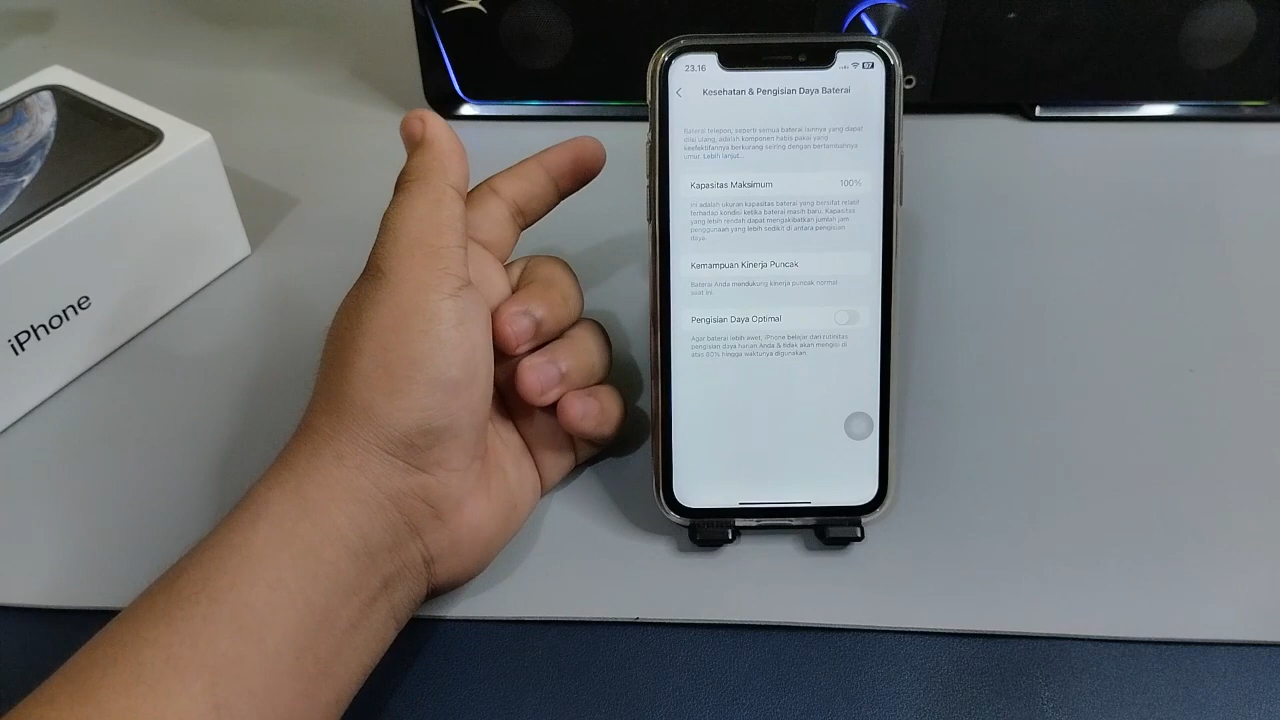 iPhone
23.16
97
Kesehatan & Pengisian Daya Baterai
Baterai telepon, seperti semua baterai lainnya yang dapat
diisi ulang, adalah komponen habis pakai yang
keefektifannya berkurang seiring dengan bertambahnya
umur. Lebih lanjut...
Kapasitas Maksimum 100%
Ini adalah ukuran kapasitas baterai yang bersifat relatif
terhadap kondisi ketika baterai masih baru. Kapasitas
yang lebih rendah dapat mengakibatkan jumlah jam
penggunaan yang lebih sedikit di antara pengisian
daya.
Kemampuan Kinerja Puncak
Baterai Anda mendukung kinerja puncak normal
saat ini.
Pengisian Daya Optimal
Agar baterai lebih awet, iPhone belajar dari rutinitas
pengisian daya harian Anda & tidak akan mengisi di
atas 80% hingga waktunya digunakan.